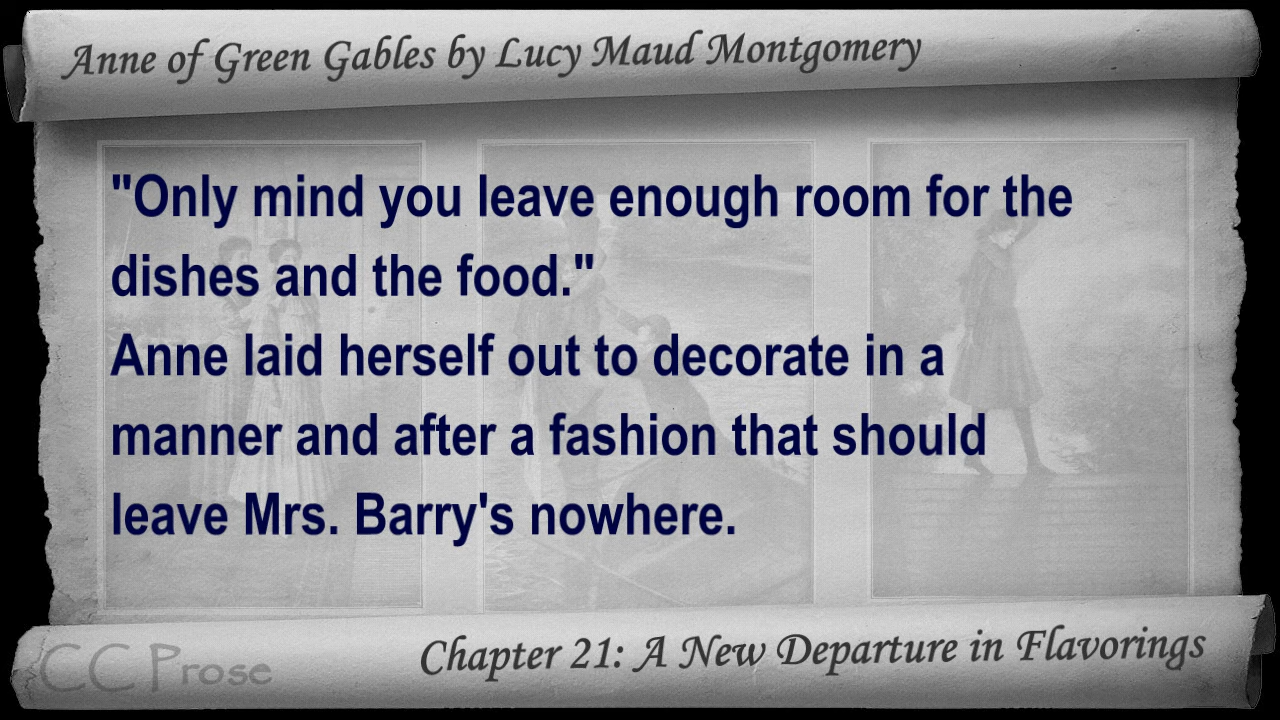 Anne of Green Gables by Lucy Maud Montgomery
"Only mind you leave enough room for the
dishes and the food."
Anne laid herself out to decorate in a
manner and after a fashion that should
leave Mrs. Barry's nowhere.
CC Prose
Chapter 21: A New Departure in Flavorings